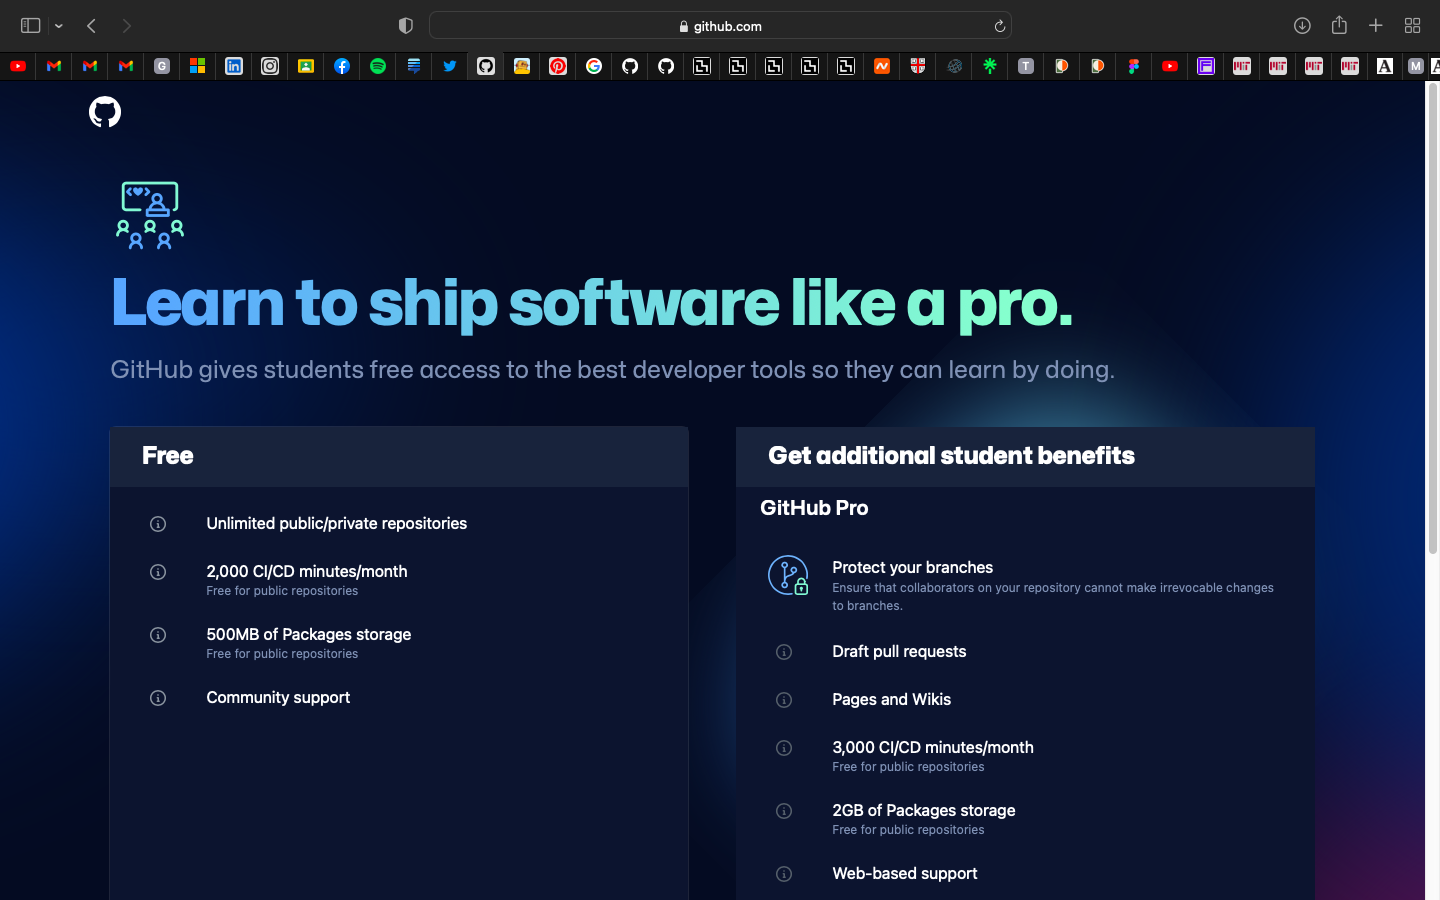 github.com
Learn to ship software like a pro.
GitHub gives students free access to the best developer tools so they can learn by doing.
Free
Unlimited public/private repositories
2,000 CI/CD minutes/month
Free for public repositories
500MB of Packages storage
Free for public repositories
Community support
Get additional student benefits
GitHub Pro
Protect your branches
Ensure that collaborators on your repository cannot make irrevocable changes
to branches.
Draft pull requests
Pages and Wikis
3,000 CI/CD minutes/month
Free for public repositories
2GB of Packages storage
Free for public repositories
Web-based support